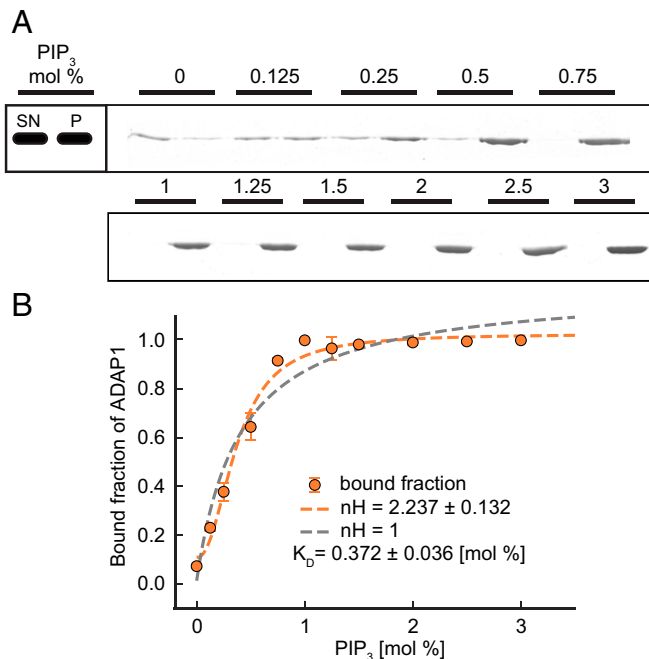 A
PIP3
mol %
0 0.125 0.25 0.5 0.75
SN P
1 1.25 1.5 2 2.5 3
B
Bound fraction of ADAP1
1.0
0.8
0.6
0.4
0.2
0.0
bound fraction
nH = 2.237 ± 0.132
nH = 1
KD= 0.372 ± 0.036 [mol %]
0 1 2 3
PIP3 [mol %]